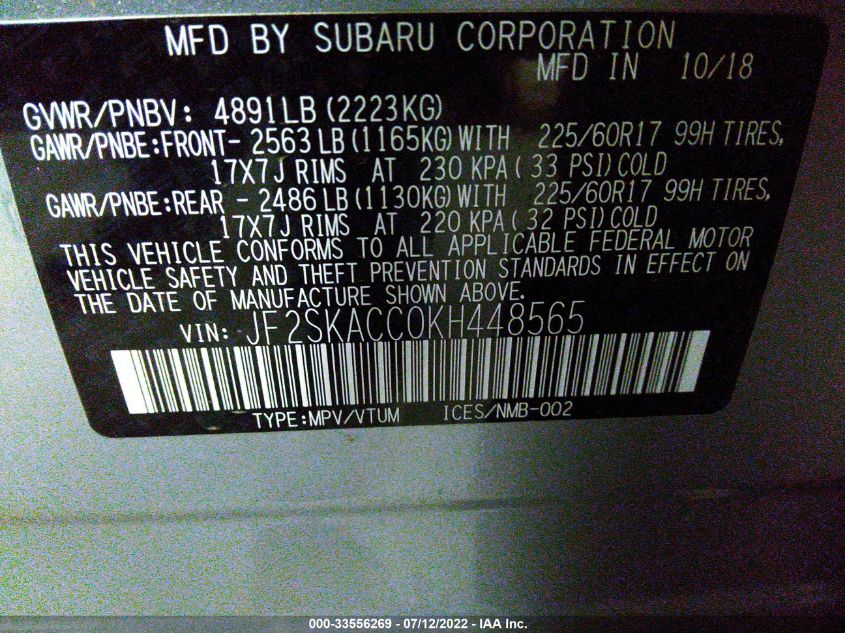 MFD BY SUBARU CORPORATION
MFD IN 10/18
GVWR/PNBV: 4891LB (2223KG)
GAWR/PNBE:FRONT- 2563 LB (1165KG) WITH 225/60R17 99H TIRES,
17X7J RIMS AT 230 KPA ( 33 PSI) COLD
GAWR/PNBE:REAR - 2486 LB (1130KG) WITH 225/60R17 99H TIRES,
17X7J RIMS AT 220 KPA ( 32 PSI) COLD
THIS VEHICLE CONFORMS TO ALL APPLICABLE FEDERAL MOTOR
VEHICLE SAFETY AND THEFT PREVENTION STANDARDS IN EFFECT ON
THE DATE OF MANUFACTURE SHOWN ABOVE.
VIN: JF2SKACC0KH448565
TYPE:MPV/VTUM ICES/NMB-002
000-33556269 - 07/12/2022 - IAA Inc.